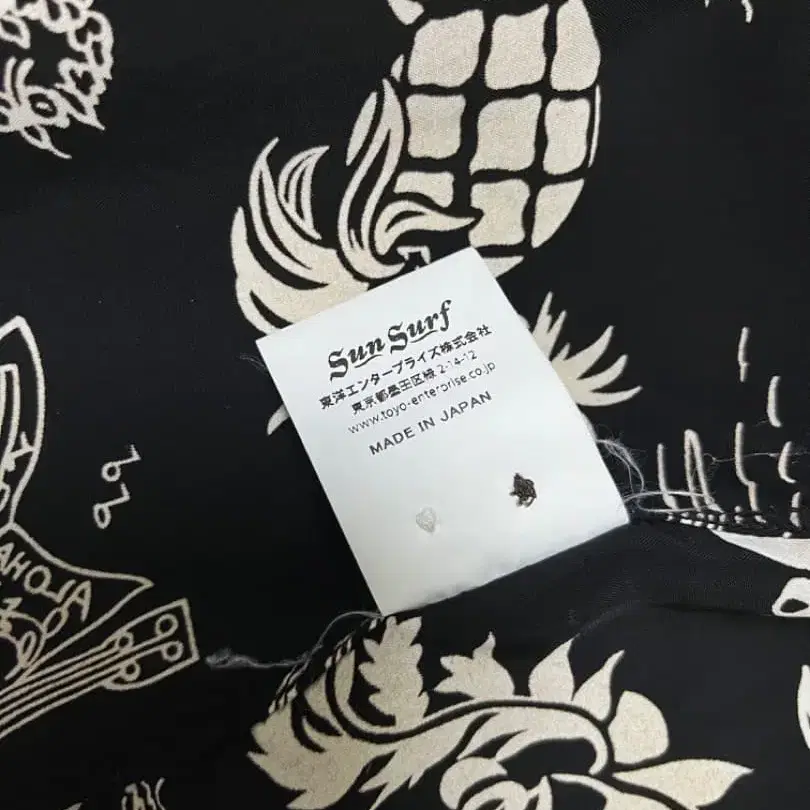 Sun Surf
東洋エンタープライズ株式会社
東京都墨田区緑 2-14-12
www.toyo-enterprise.co.jp
MADE IN JAPAN
ALOHA